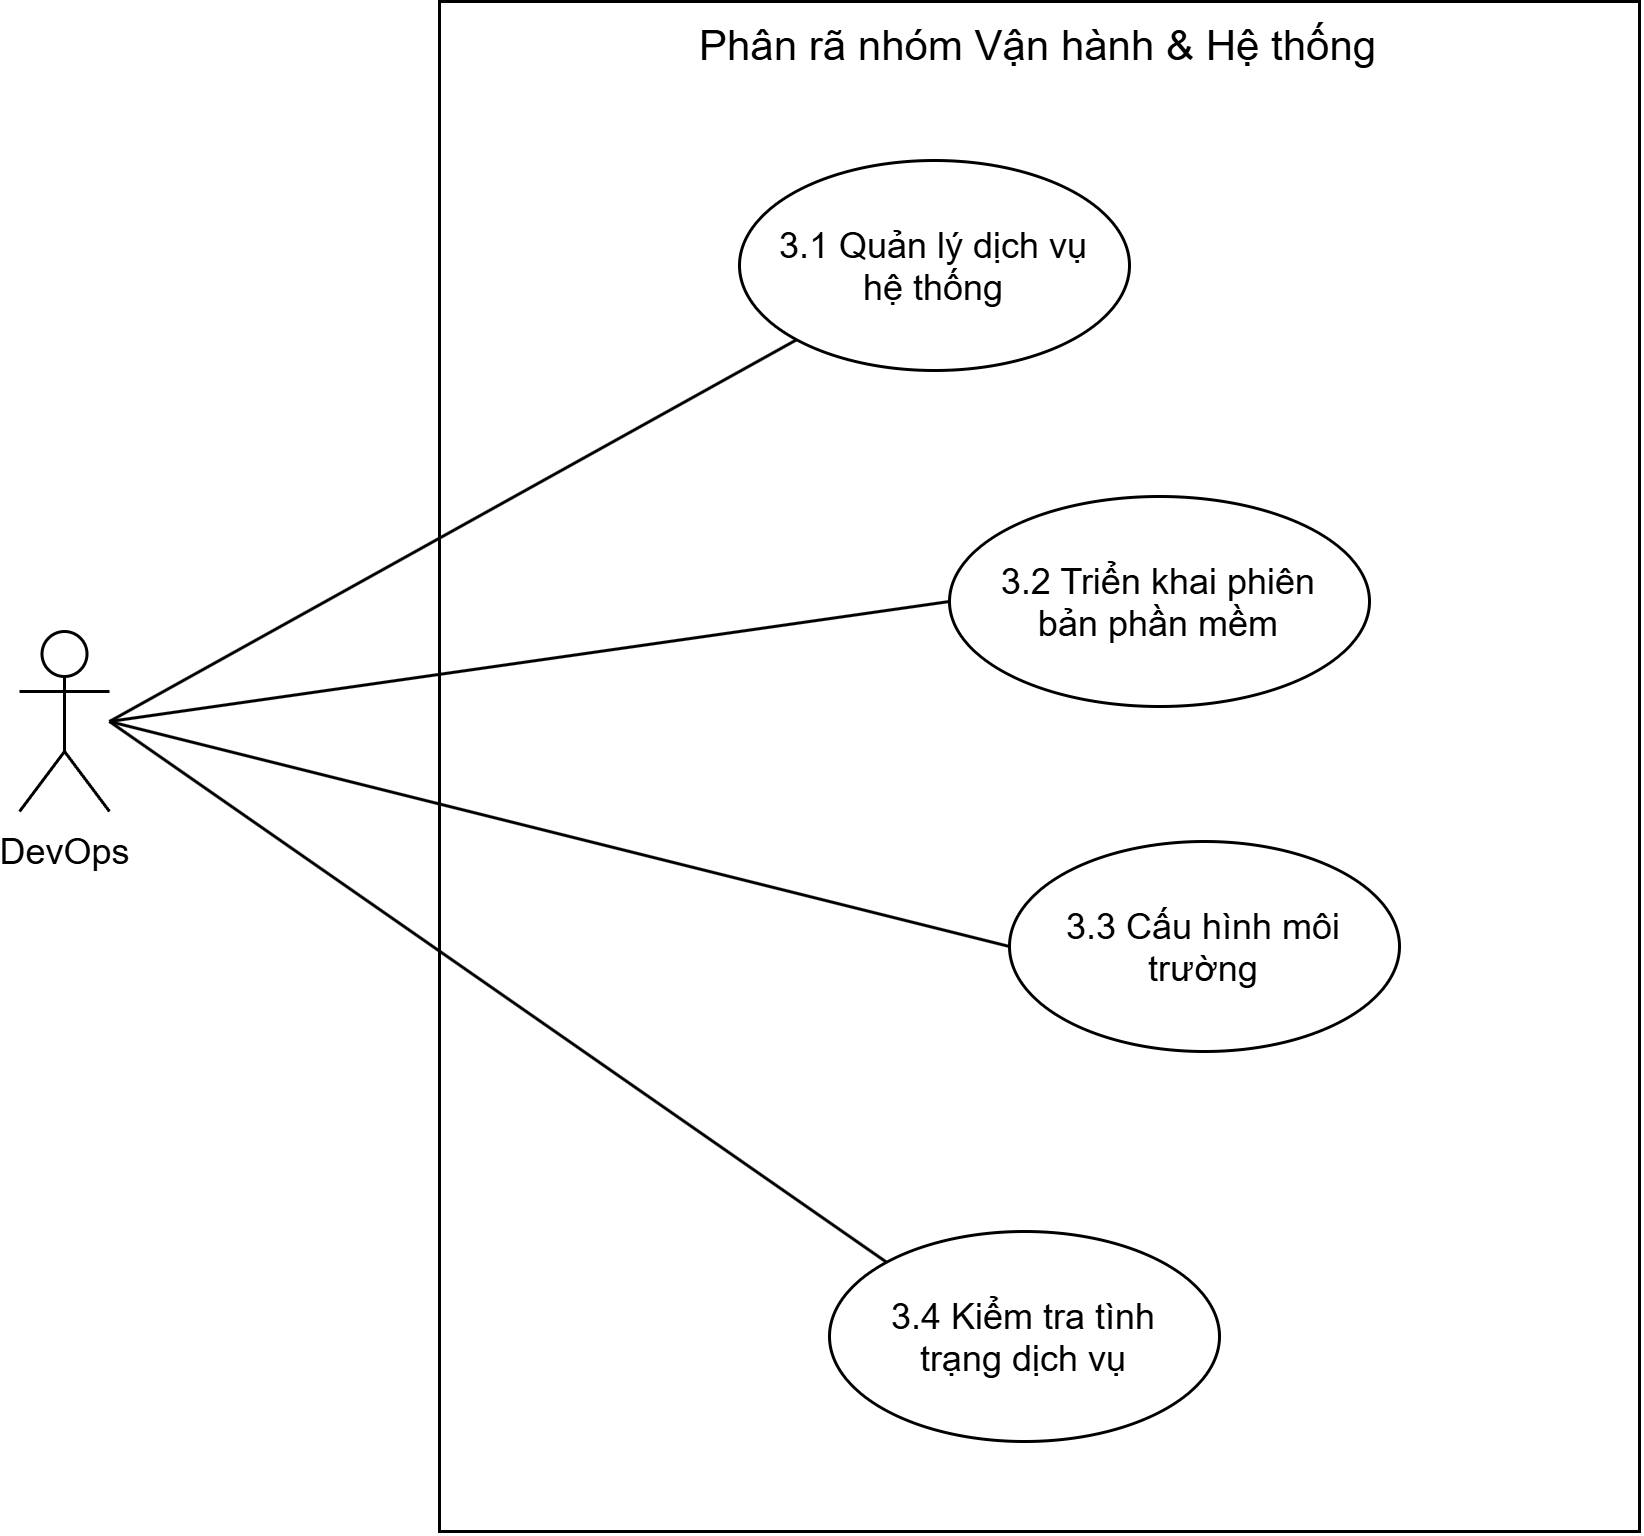 Phân rã nhóm Vận hành & Hệ thống
3.1 Quản lý dịch vụ
hệ thống
3.2 Triển khai phiên
bản phần mềm
DevOps
3.3 Cấu hình môi
trường
3.4 Kiểm tra tình
trạng dịch vụ